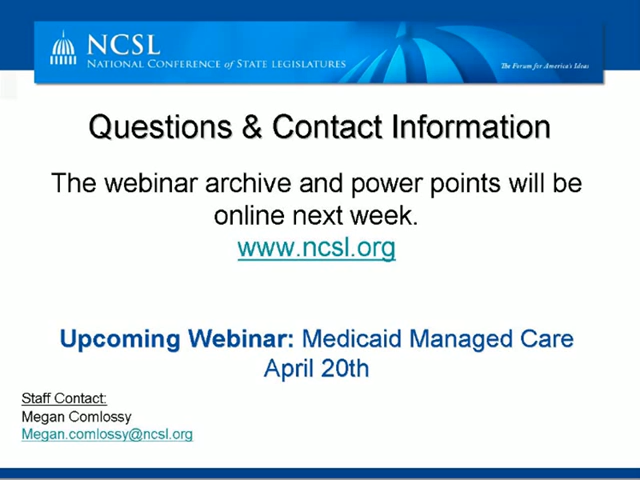 NCSL
NATIONAL CONFERENCE of STATE LEGISLATURES
The Forum for America's Ideas
Questions & Contact Information
The webinar archive and power points will be
online next week.
www.ncsl.org
Upcoming Webinar: Medicaid Managed Care
April 20th
Staff Contact:
Megan Comlossy
Megan.comlossy@ncsl.org